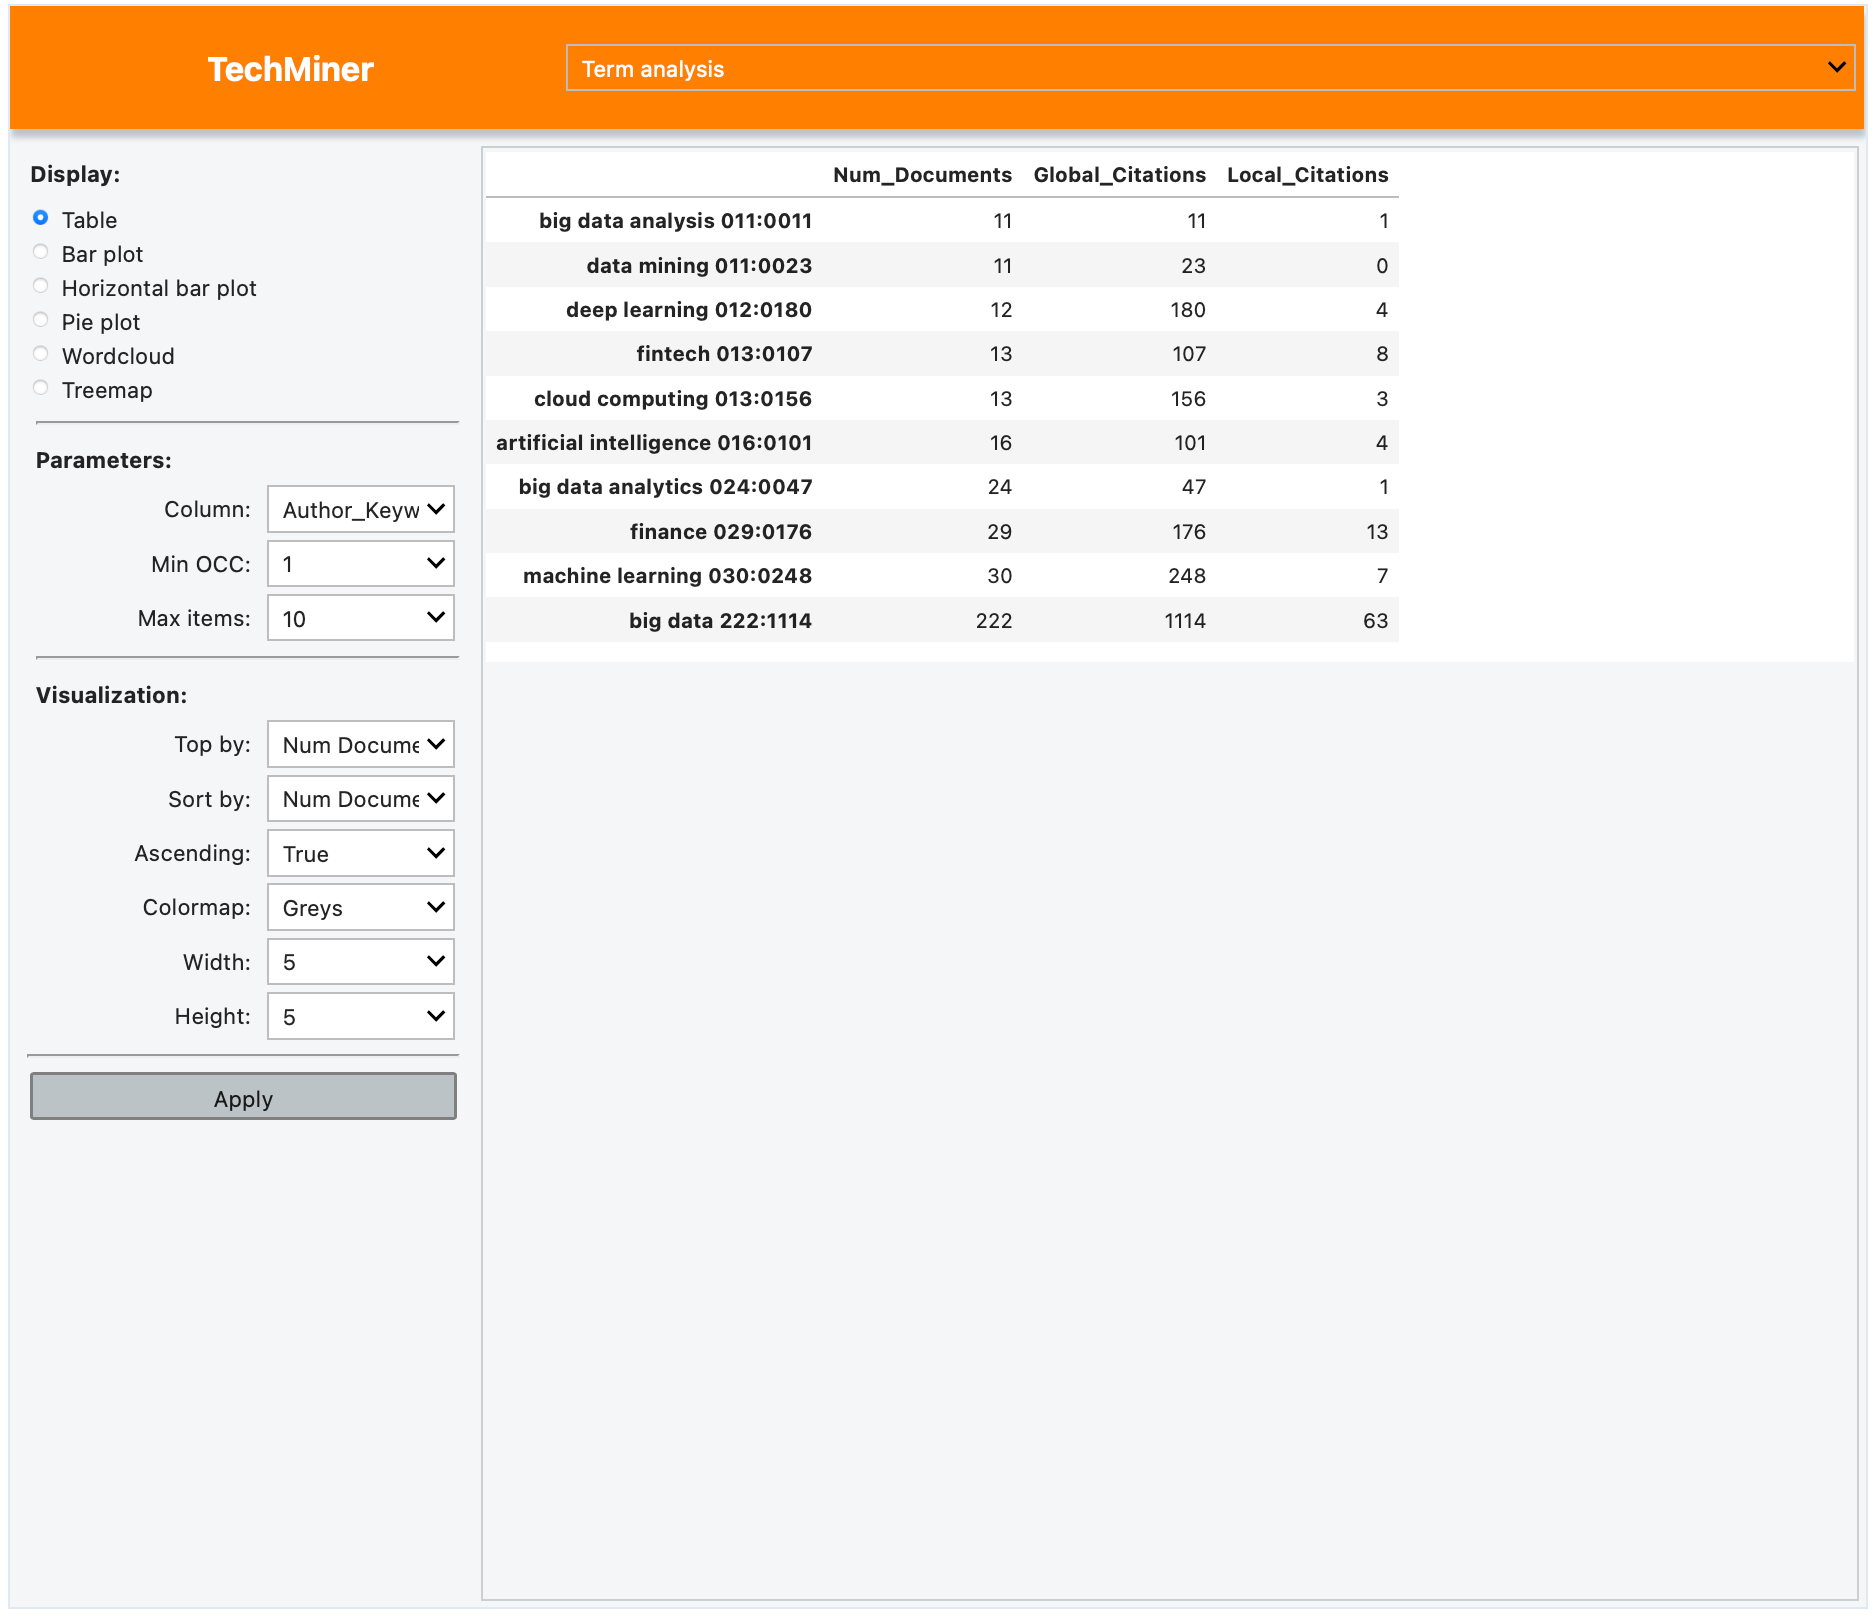 TechMiner
Term analysis
Display:
Table
Bar plot
Horizontal bar plot
Pie plot
Wordcloud
Treemap
Parameters:
Column: Author_Keyw
Min OCC: 1
Max items: 10
Visualization:
Top by: Num Docume
Sort by: Num Docume
Ascending: True
Colormap: Greys
Width: 5
Height: 5
Apply
Num_Documents Global_Citations Local_Citations
big data analysis 011:0011 11 11 1
data mining 011:0023 11 23 0
deep learning 012:0180 12 180 4
fintech 013:0107 13 107 8
cloud computing 013:0156 13 156 3
artificial intelligence 016:0101 16 101 4
big data analytics 024:0047 24 47 1
finance 029:0176 29 176 13
machine learning 030:0248 30 248 7
big data 222:1114 222 1114 63